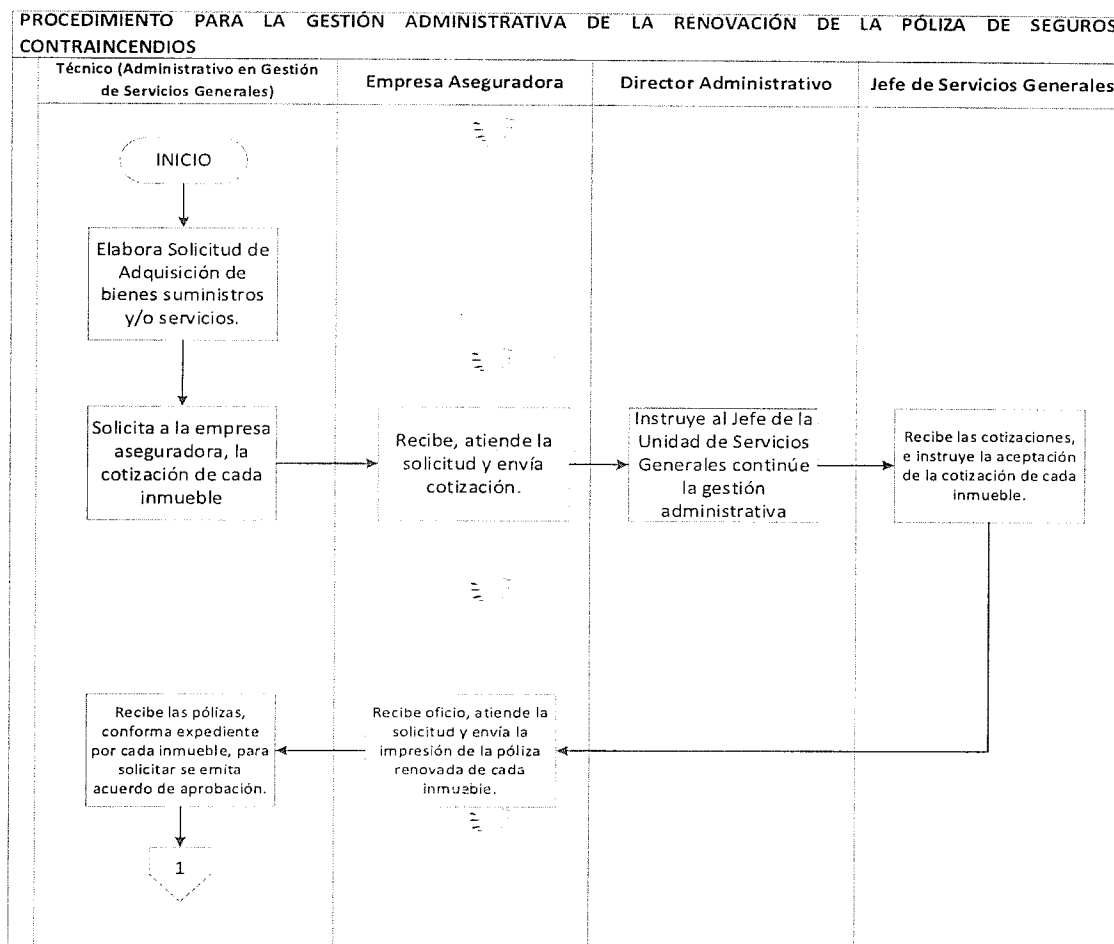 PROCEDIMIENTO PARA LA GESTIÓN ADMINISTRATIVA DE LA RENOVACIÓN DE LA PÓLIZA DE SEGUROS
CONTRAINCENDIOS
Técnico (Administrativo en Gestión
de Servicios Generales)
Empresa Aseguradora
Director Administrativo
Jefe de Servicios Generales
INICIO
Elabora Solicitud de
Adquisición de
bienes suministros
y/o servicios.
Solicita a la empresa
aseguradora, la
cotización de cada
inmueble
Recibe, atiende la
solicitud y envía
cotización.
Instruye al Jefe de la
Unidad de Servicios
Generales continúe
la gestión
administrativa
Recibe las cotizaciones,
e instruye la aceptación
de la cotización de cada
inmueble.
Recibe las pólizas,
conforma expediente
por cada inmueble, para
solicitar se emita
acuerdo de aprobación.
Recibe oficio, atiende la
solicitud y envía la
impresión de la póliza
renovada de cada
inmueble.
1